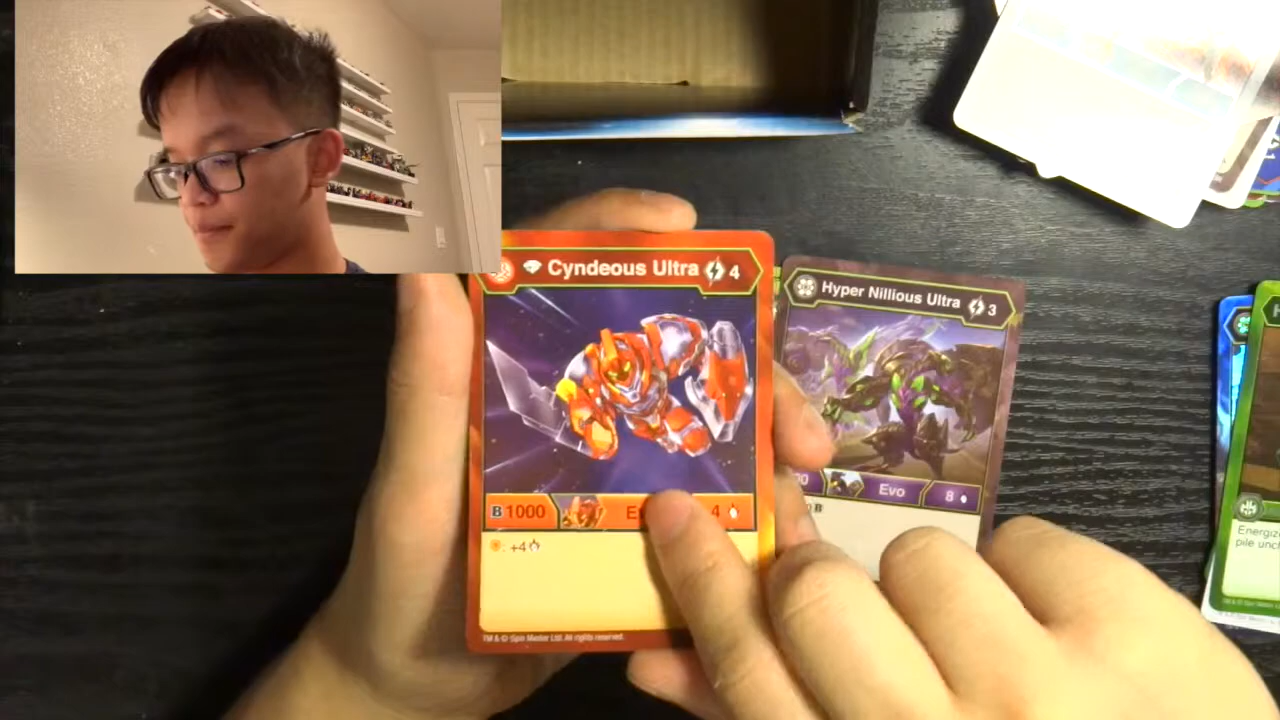 Cyndeous Ultra 4
B 1000
4
: +4
TM & © Spin Master Ltd. All rights reserved.
Hyper Nillious Ultra 3
Evo 8
B
Energize
pile unch